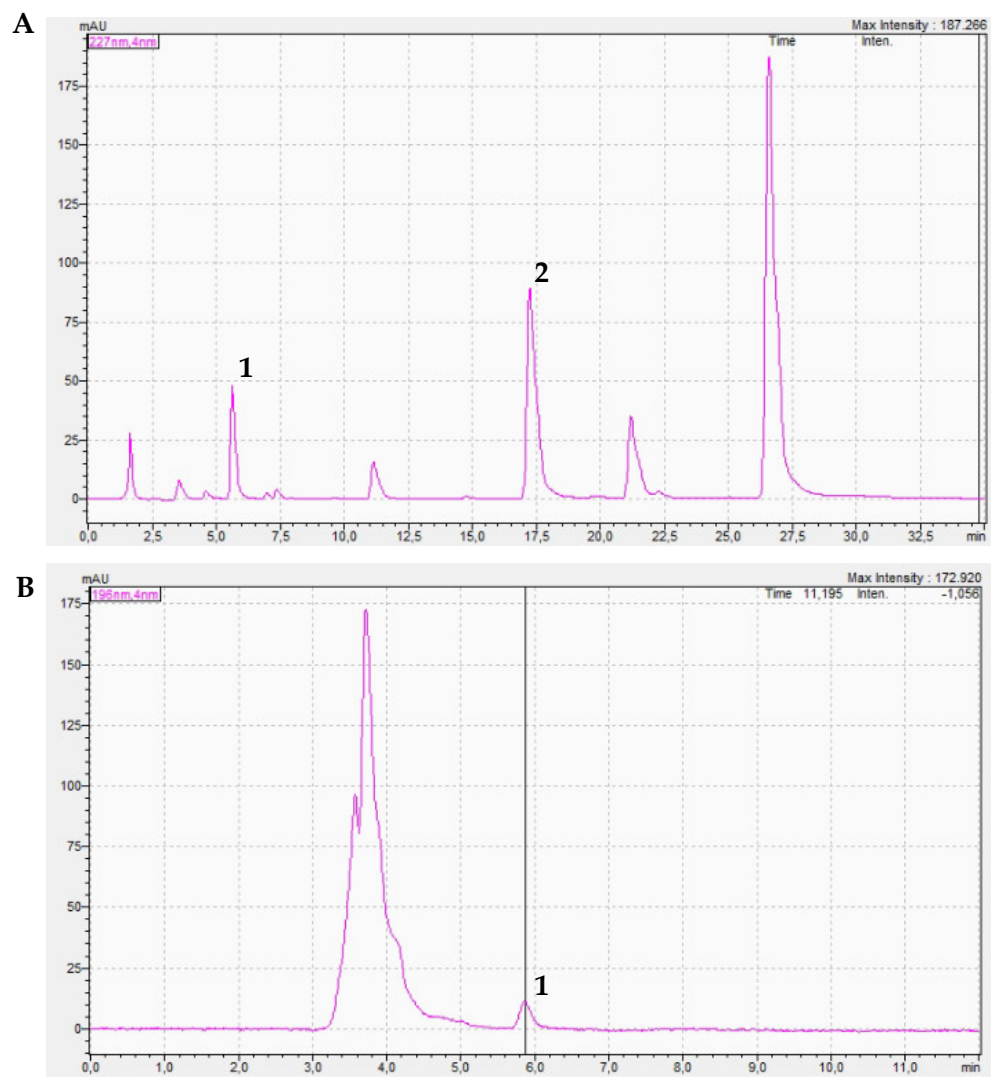 A
mAU
Max Intensity : 187.266
227nm,4nm
Time Inten.
175
150
125
100
75
50
25
0
1
2
0,0 2,5 5,0 7,5 10,0 12,5 15,0 17,5 20,0 22,5 25,0 27,5 30,0 32,5 min
B
mAU
Max Intensity : 172.920
196nm,4nm
Time 11,195 Inten. -1,056
175
150
125
100
75
50
25
0
1
0,0 1,0 2,0 3,0 4,0 5,0 6,0 7,0 8,0 9,0 10,0 11,0 min